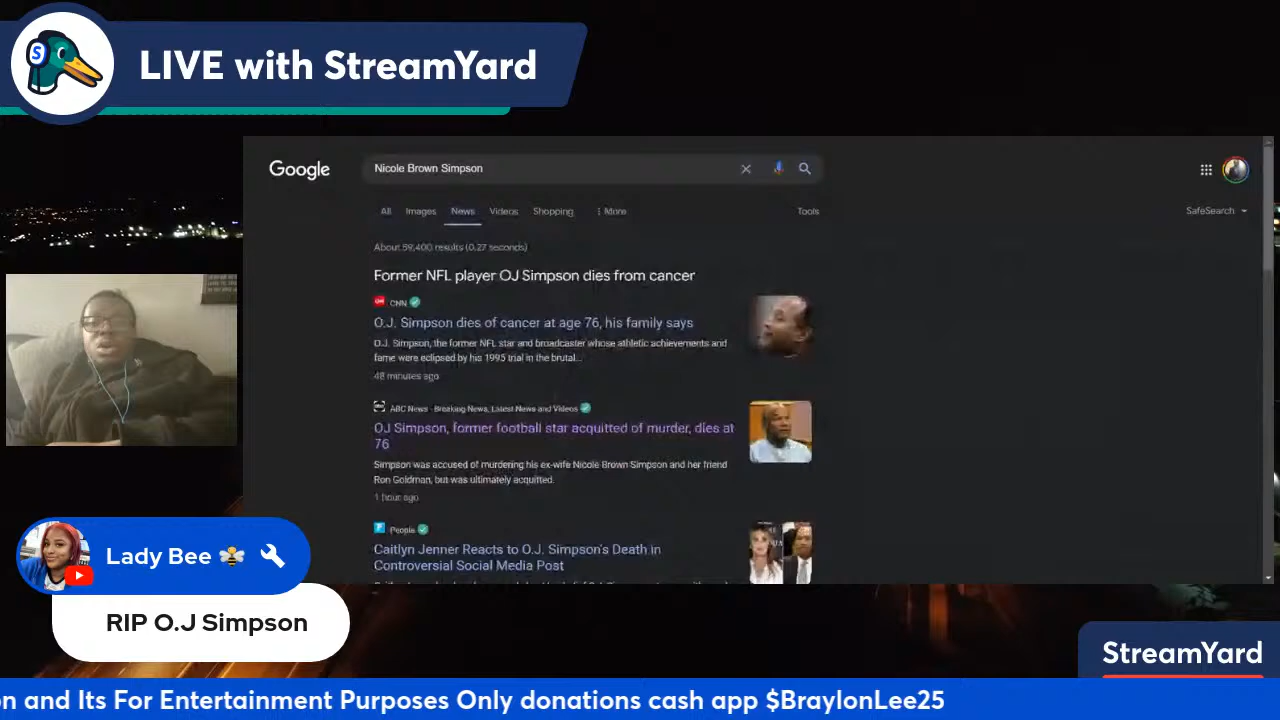 S
LIVE with StreamYard
Google
Nicole Brown Simpson
All Images News Videos Shopping More Tools
SafeSearch
About 59,400 results (0.27 seconds)
Former NFL player OJ Simpson dies from cancer
CNN
O.J. Simpson dies of cancer at age 76, his family says
O.J. Simpson, the former NFL star and broadcaster whose athletic achievements and
fame were eclipsed by his 1995 trial in the brutal...
48 minutes ago
ABC News - Breaking News, Latest News and Videos
OJ Simpson, former football star acquitted of murder, dies at
76
Simpson was accused of murdering his ex-wife Nicole Brown Simpson and her friend
Ron Goldman, but was ultimately acquitted.
1 hour ago
People
Caitlyn Jenner Reacts to O.J. Simpson's Death in
Controversial Social Media Post
Lady Bee 🐝
RIP O.J Simpson
StreamYard
on and Its For Entertainment Purposes Only donations cash app $BraylonLee25